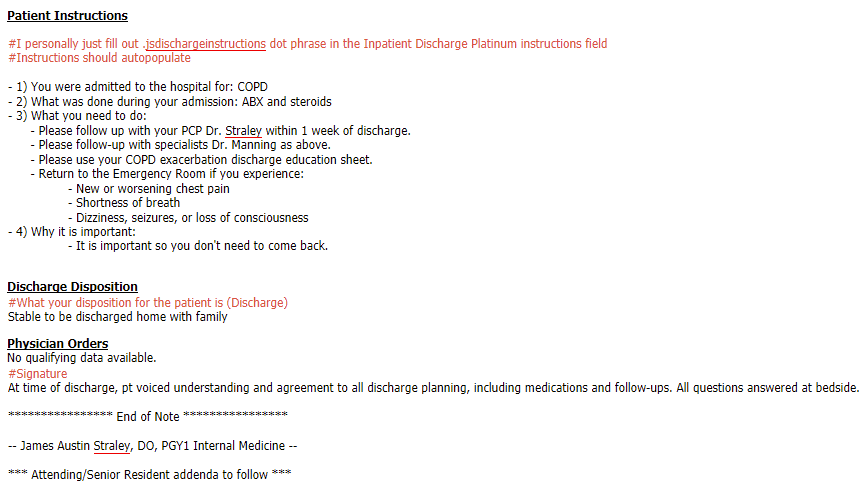 Patient Instructions
#I personally just fill out .jsdischargeinstructions dot phrase in the Inpatient Discharge Platinum instructions field
#Instructions should autopopulate
- 1) You were admitted to the hospital for: COPD
- 2) What was done during your admission: ABX and steroids
- 3) What you need to do:
- Please follow up with your PCP Dr. Straley within 1 week of discharge.
- Please follow-up with specialists Dr. Manning as above.
- Please use your COPD exacerbation discharge education sheet.
- Return to the Emergency Room if you experience:
- New or worsening chest pain
- Shortness of breath
- Dizziness, seizures, or loss of consciousness
- 4) Why it is important:
- It is important so you don't need to come back.
Discharge Disposition
#What your disposition for the patient is (Discharge)
Stable to be discharged home with family
Physician Orders
No qualifying data available.
#Signature
At time of discharge, pt voiced understanding and agreement to all discharge planning, including medications and follow-ups. All questions answered at bedside.
**************** End of Note ****************
-- James Austin Straley, DO, PGY1 Internal Medicine --
*** Attending/Senior Resident addenda to follow ***